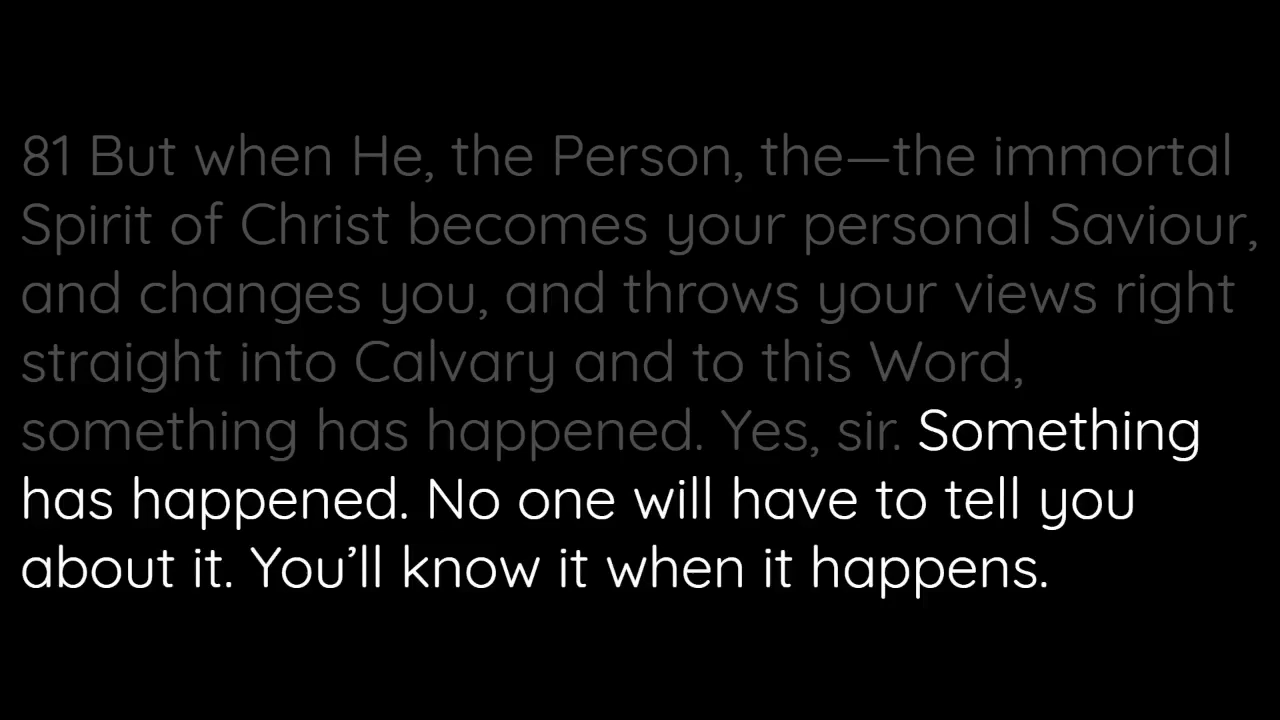 81 But when He, the Person, the—the immortal
Spirit of Christ becomes your personal Saviour,
and changes you, and throws your views right
straight into Calvary and to this Word,
something has happened. Yes, sir. Something
has happened. No one will have to tell you
about it. You’ll know it when it happens.